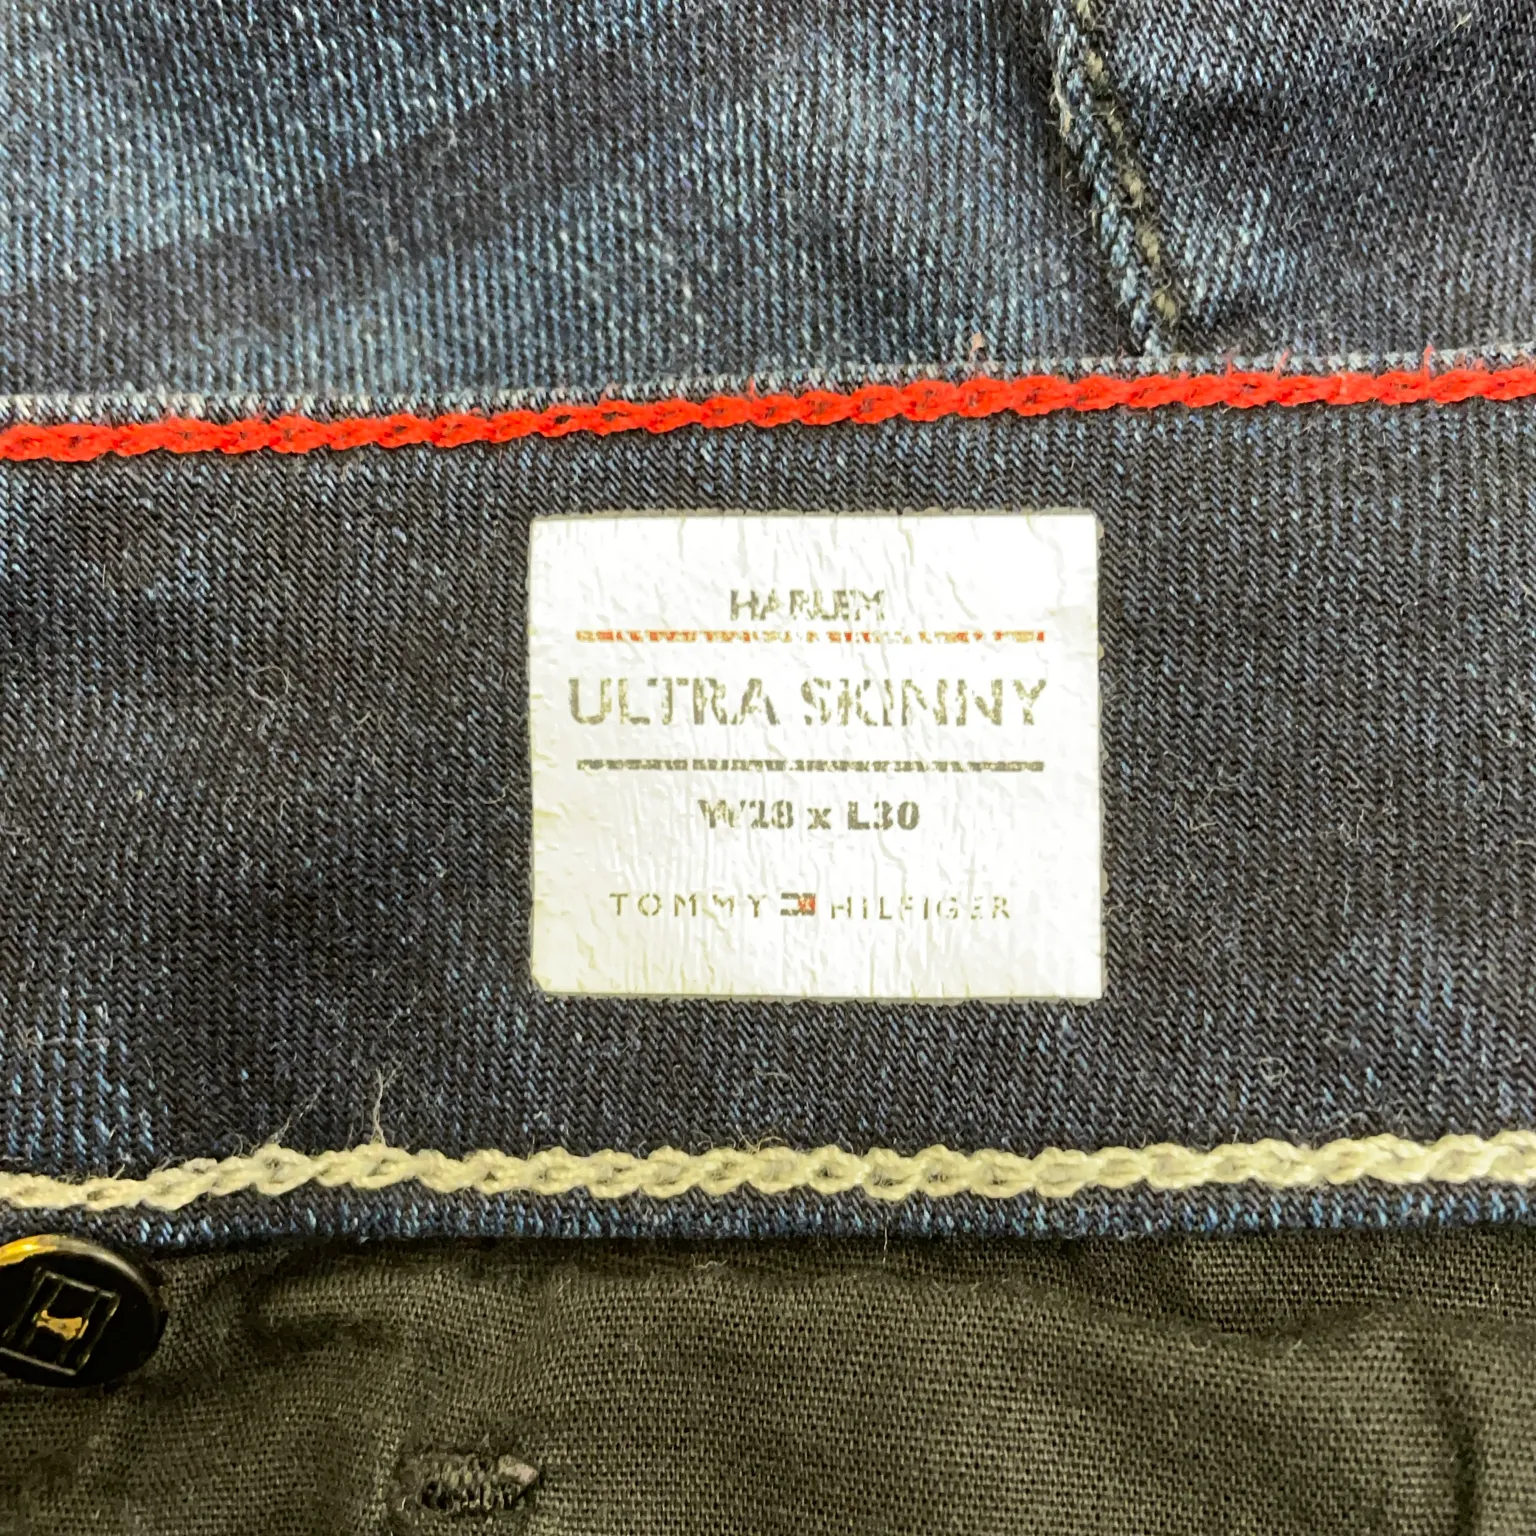 HARLEM
ULTRA SKINNY
W28 x L30
TOMMY HILFIGER